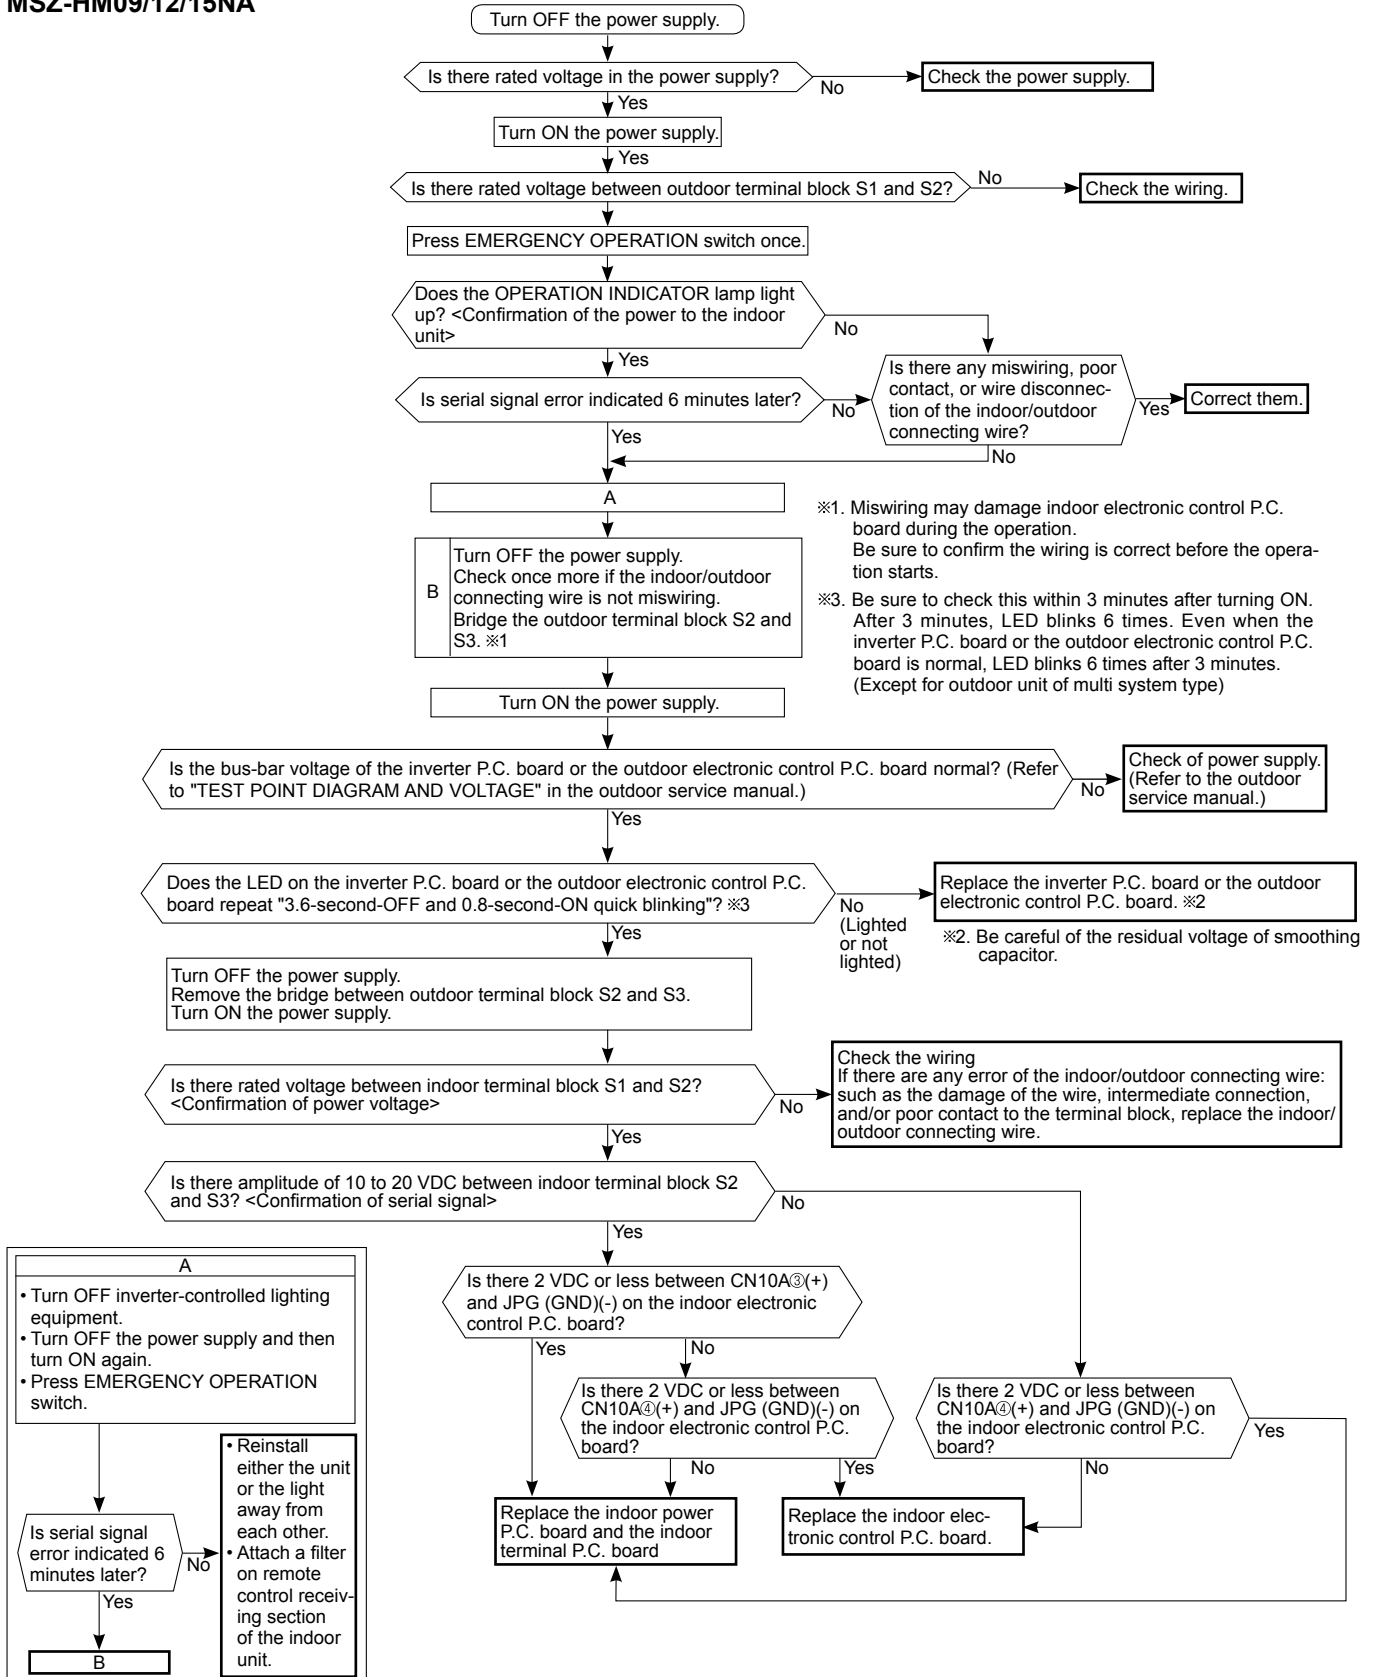 MSZ-HM09/12/15NA
Turn OFF the power supply.
Is there rated voltage in the power supply?
No
Check the power supply.
Yes
Turn ON the power supply.
Yes
Is there rated voltage between outdoor terminal block S1 and S2?
No
Check the wiring.
Press EMERGENCY OPERATION switch once.
Does the OPERATION INDICATOR lamp light
up? <Confirmation of the power to the indoor
unit>
No
Yes
Is serial signal error indicated 6 minutes later?
No
Is there any miswiring, poor
contact, or wire disconnec-
tion of the indoor/outdoor
connecting wire?
Yes
Correct them.
Yes
No
A
B
Turn OFF the power supply.
Check once more if the indoor/outdoor
connecting wire is not miswiring.
Bridge the outdoor terminal block S2 and
S3. ※1
※1. Miswiring may damage indoor electronic control P.C.
board during the operation.
Be sure to confirm the wiring is correct before the opera-
tion starts.
※3. Be sure to check this within 3 minutes after turning ON.
After 3 minutes, LED blinks 6 times. Even when the
inverter P.C. board or the outdoor electronic control P.C.
board is normal, LED blinks 6 times after 3 minutes.
(Except for outdoor unit of multi system type)
Turn ON the power supply.
Is the bus-bar voltage of the inverter P.C. board or the outdoor electronic control P.C. board normal? (Refer
to "TEST POINT DIAGRAM AND VOLTAGE" in the outdoor service manual.)
No
Check of power supply.
(Refer to the outdoor
service manual.)
Yes
Does the LED on the inverter P.C. board or the outdoor electronic control P.C.
board repeat "3.6-second-OFF and 0.8-second-ON quick blinking"? ※3
No
(Lighted
or not
lighted)
Replace the inverter P.C. board or the outdoor
electronic control P.C. board. ※2
※2. Be careful of the residual voltage of smoothing
capacitor.
Yes
Turn OFF the power supply.
Remove the bridge between outdoor terminal block S2 and S3.
Turn ON the power supply.
Is there rated voltage between indoor terminal block S1 and S2?
<Confirmation of power voltage>
No
Check the wiring
If there are any error of the indoor/outdoor connecting wire:
such as the damage of the wire, intermediate connection,
and/or poor contact to the terminal block, replace the indoor/
outdoor connecting wire.
Yes
Is there amplitude of 10 to 20 VDC between indoor terminal block S2
and S3? <Confirmation of serial signal>
No
Yes
Is there 2 VDC or less between CN10A③(+)
and JPG (GND)(-) on the indoor electronic
control P.C. board?
Yes
No
Is there 2 VDC or less between
CN10A④(+) and JPG (GND)(-) on
the indoor electronic control P.C.
board?
No
Yes
Is there 2 VDC or less between
CN10A④(+) and JPG (GND)(-) on
the indoor electronic control P.C.
board?
Yes
No
Replace the indoor power
P.C. board and the indoor
terminal P.C. board
Replace the indoor elec-
tronic control P.C. board.
A
• Turn OFF inverter-controlled lighting
equipment.
• Turn OFF the power supply and then
turn ON again.
• Press EMERGENCY OPERATION
switch.
Is serial signal
error indicated 6
minutes later?
No
Yes
B
• Reinstall
either the unit
or the light
away from
each other.
• Attach a filter
on remote
control receiv-
ing section
of the indoor
unit.